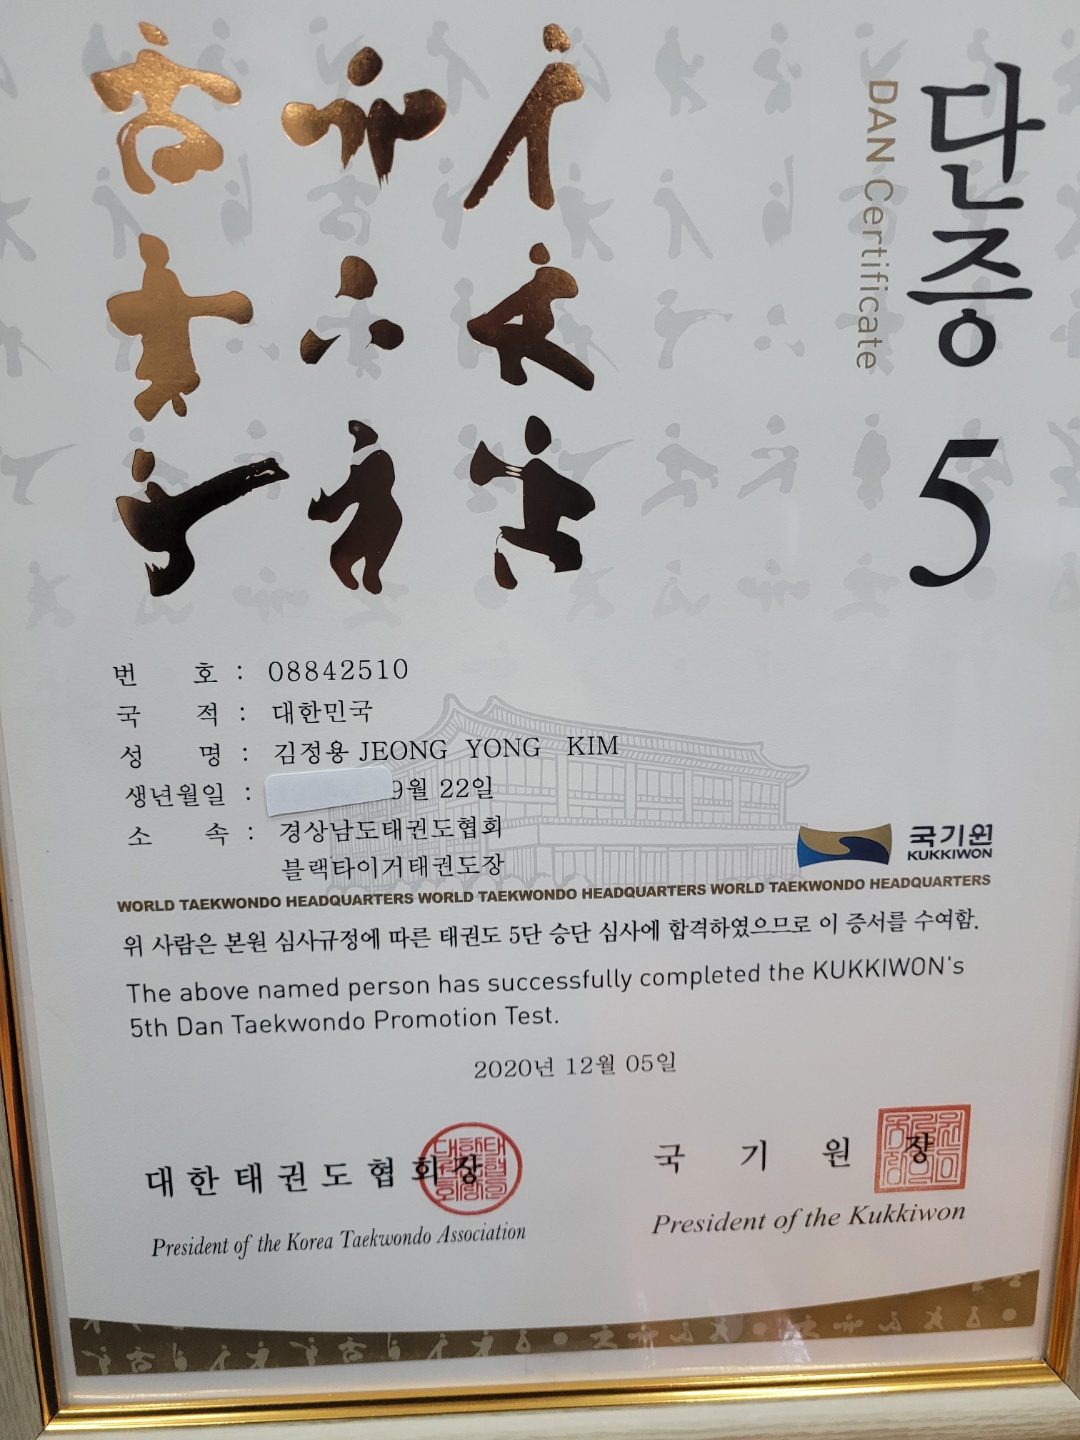 단증
DAN Certificate
5
번 호 : 08842510
국 적 : 대한민국
성 명 : 김정용 JEONG YONG KIM
생년월일 : 9월 22일
소 속 : 경상남도태권도협회
블랙타이거태권도장
국기원
KUKKIWON
WORLD TAEKWONDO HEADQUARTERS WORLD TAEKWONDO HEADQUARTERS WORLD TAEKWONDO HEADQUARTERS
위 사람은 본원 심사규정에 따른 태권도 5단 승단 심사에 합격하였으므로 이 증서를 수여함.
The above named person has successfully completed the KUKKIWON's
5th Dan Taekwondo Promotion Test.
2020년 12월 05일
대한태권도협회장
President of the Korea Taekwondo Association
국 기 원 장
President of the Kukkiwon